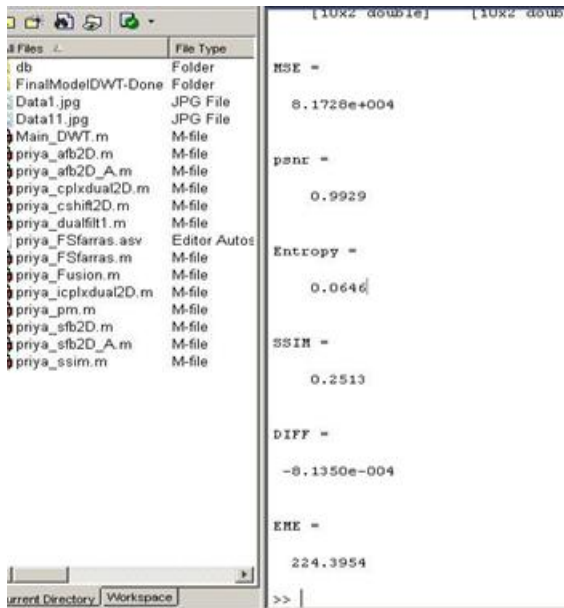 All Files
File Type
db Folder
FinalModelDWT-Done Folder
Data1.jpg JPG File
Data11.jpg JPG File
Main_DWT.m M-file
priya_afb2D.m M-file
priya_afb2D_A.m M-file
priya_cplxdual2D.m M-file
priya_cshift2D.m M-file
priya_dualfilt1.m M-file
priya_FSfarras.asv Editor Autos
priya_FSfarras.m M-file
priya_Fusion.m M-file
priya_icplxdual2D.m M-file
priya_pm.m M-file
priya_sfb2D.m M-file
priya_sfb2D_A.m M-file
priya_ssim.m M-file
urrent Directory Workspace
[10x2 double] [10x2 doub
MSE =
8.1728e+004
psnr =
0.9929
Entropy =
0.0646
SSIM =
0.2513
DIFF =
-8.1350e-004
EME =
224.3954
>>